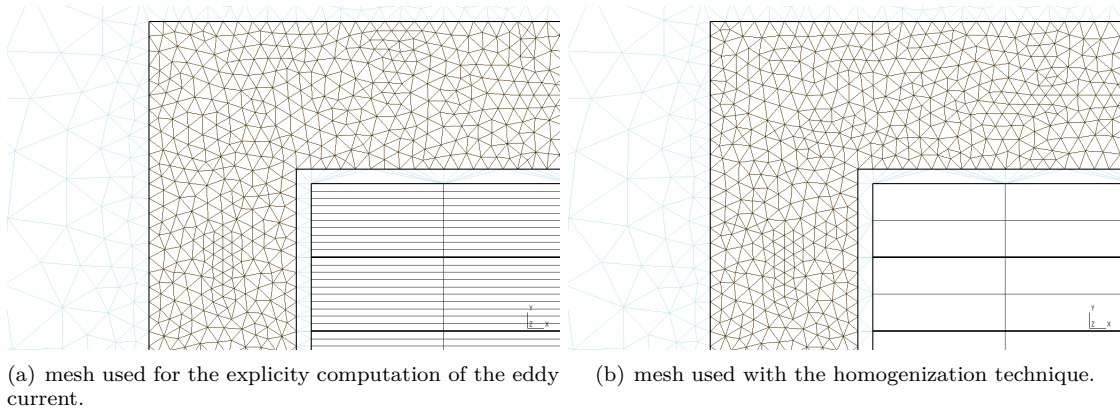 Y
Z X
Y
Z X
(a) mesh used for the explicity computation of the eddy
current.
(b) mesh used with the homogenization technique.